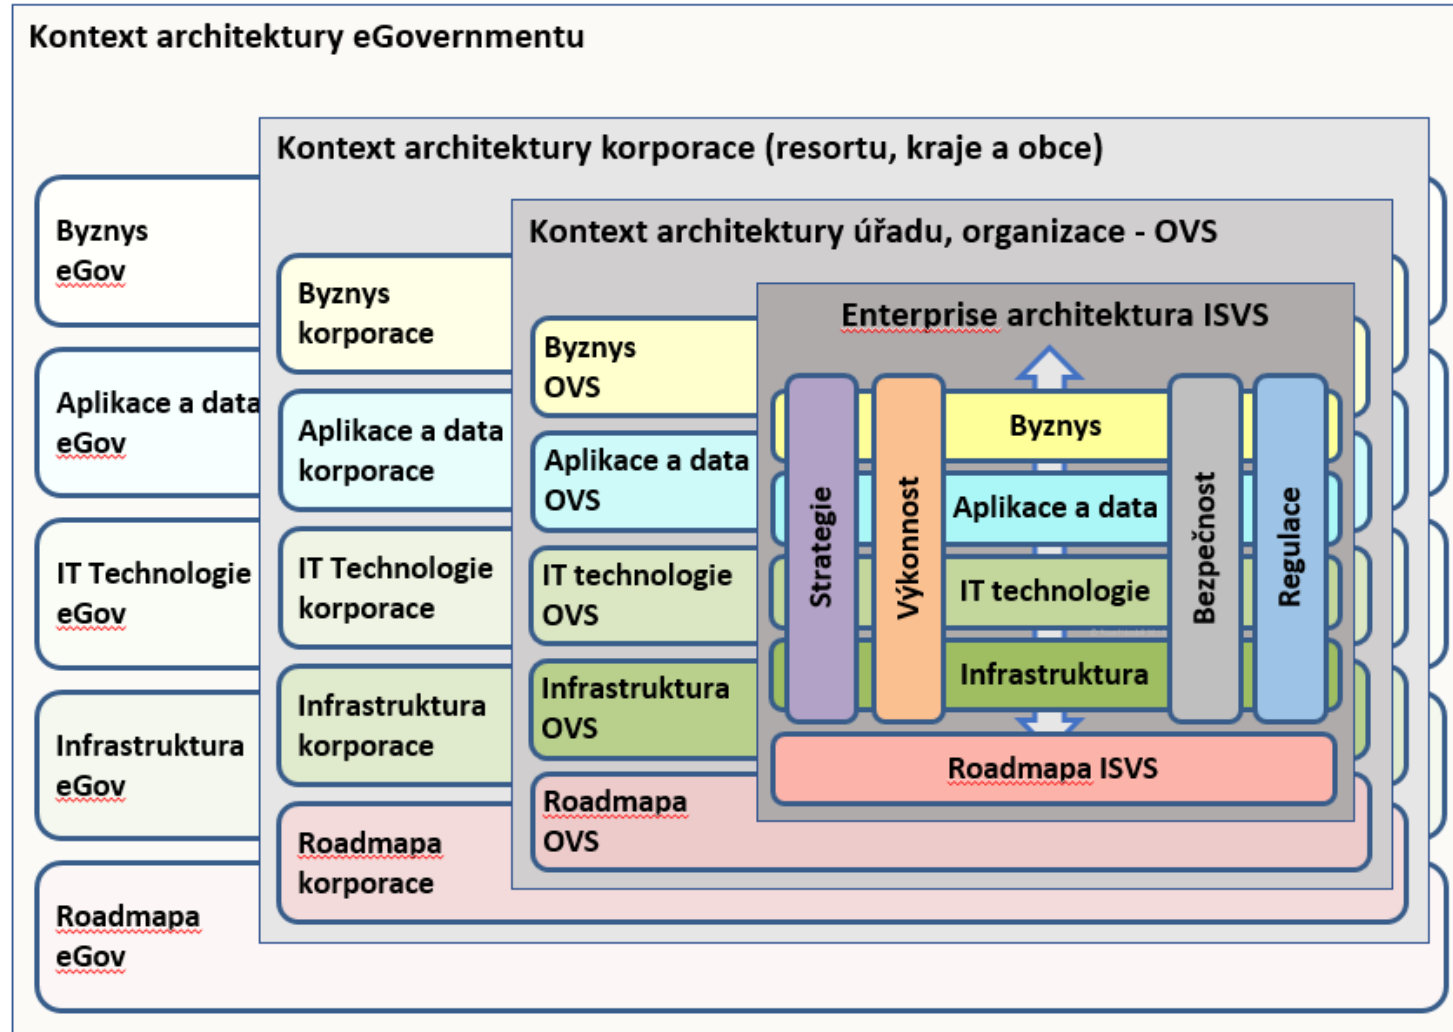 Kontext architektury eGovernmentu
Kontext architektury korporace (resortu, kraje a obce)
Kontext architektury úřadu, organizace - OVS
Enterprise architektura ISVS
Byznys
eGov
Aplikace a data
eGov
IT Technologie
eGov
Infrastruktura
eGov
Roadmapa
eGov
Byznys
korporace
Aplikace a data
korporace
IT Technologie
korporace
Infrastruktura
korporace
Roadmapa
korporace
Byznys
OVS
Aplikace a data
OVS
IT technologie
OVS
Infrastruktura
OVS
Roadmapa
OVS
Strategie
Výkonnost
Byznys
Aplikace a data
IT technologie
Infrastruktura
Bezpečnost
Regulace
Roadmapa ISVS